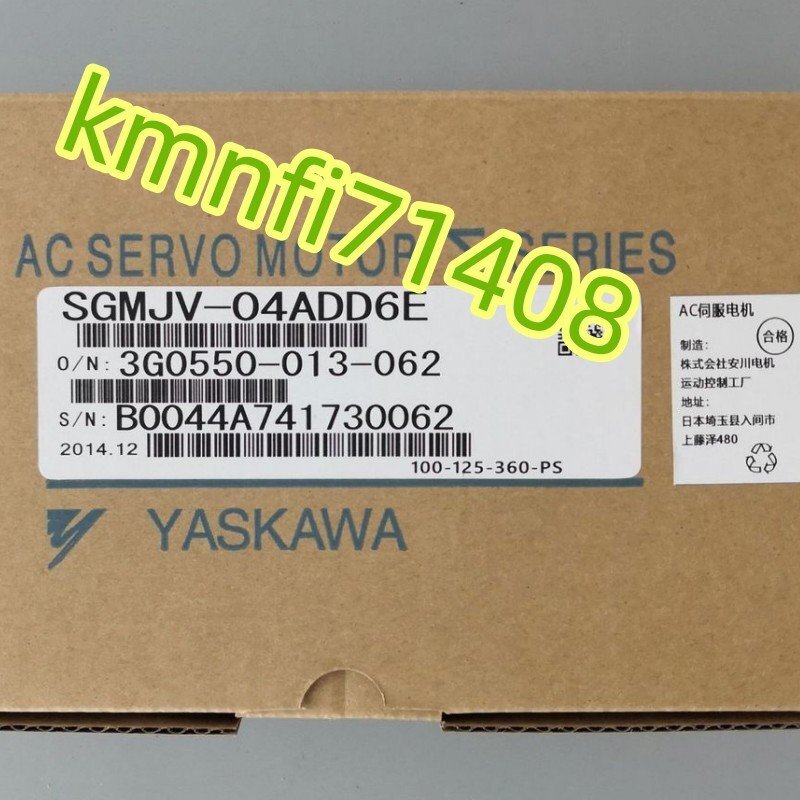 kmnfi71408
AC SERVO MOTOR Σ SERIES
SGMJV-04ADD6E
O/N: 3G0550-013-062
S/N: B0044A741730062
2014.12
100-125-360-PS
YASKAWA
AC伺服电机
合格
制造:
株式会社安川电机
运动控制工厂
地址:
日本埼玉县入间市
上藤泽480